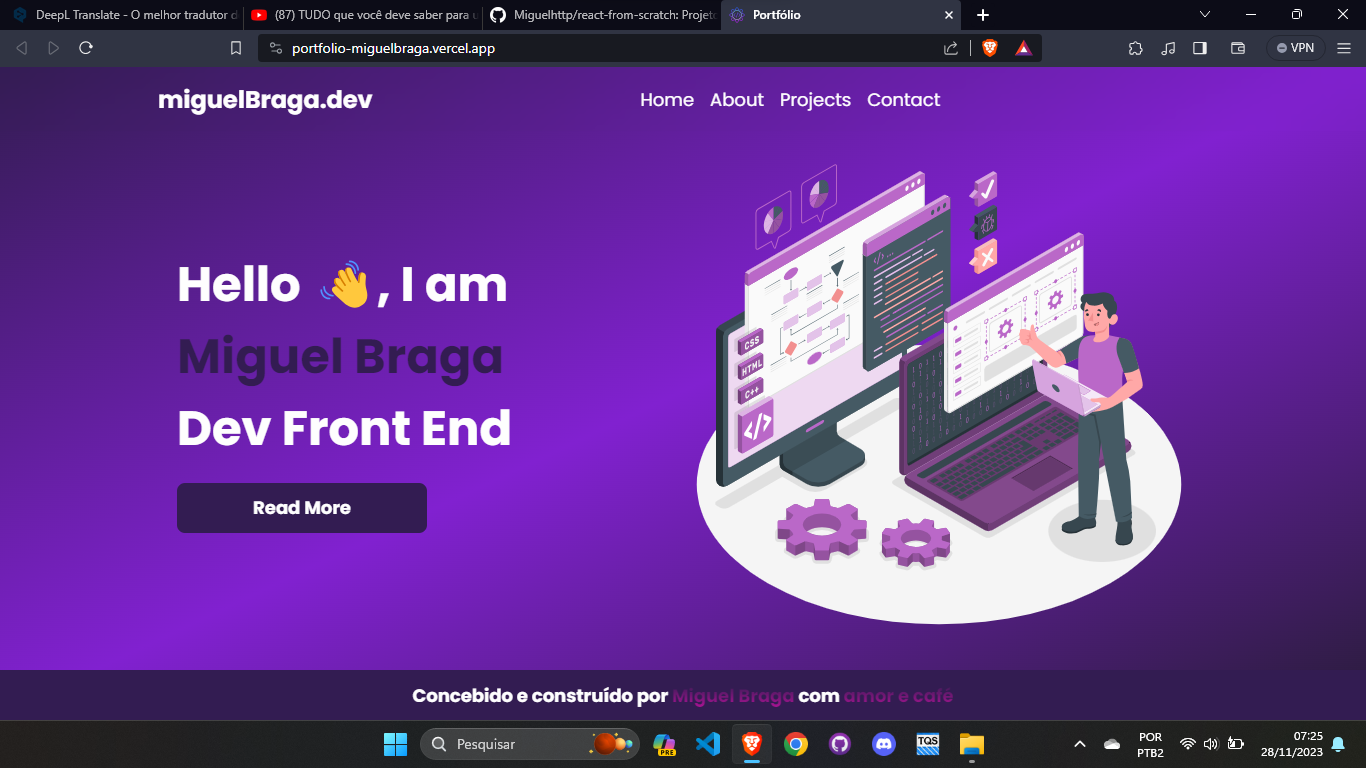 DeepL Translate - O melhor tradutor d
(87) TUDO que você deve saber para u
Miguelhttp/react-from-scratch: Projeto
Portfólio
portfolio-miguelbraga.vercel.app
VPN
miguelBraga.dev
Home About Projects Contact
Hello 👋, I am
Miguel Braga
Dev Front End
Read More
CSS
HTML
C++
</>
</...
Concebido e construído por Miguel Braga com amor e café
Pesquisar
PRE
TQS
POR
PTB2
07:25
28/11/2023